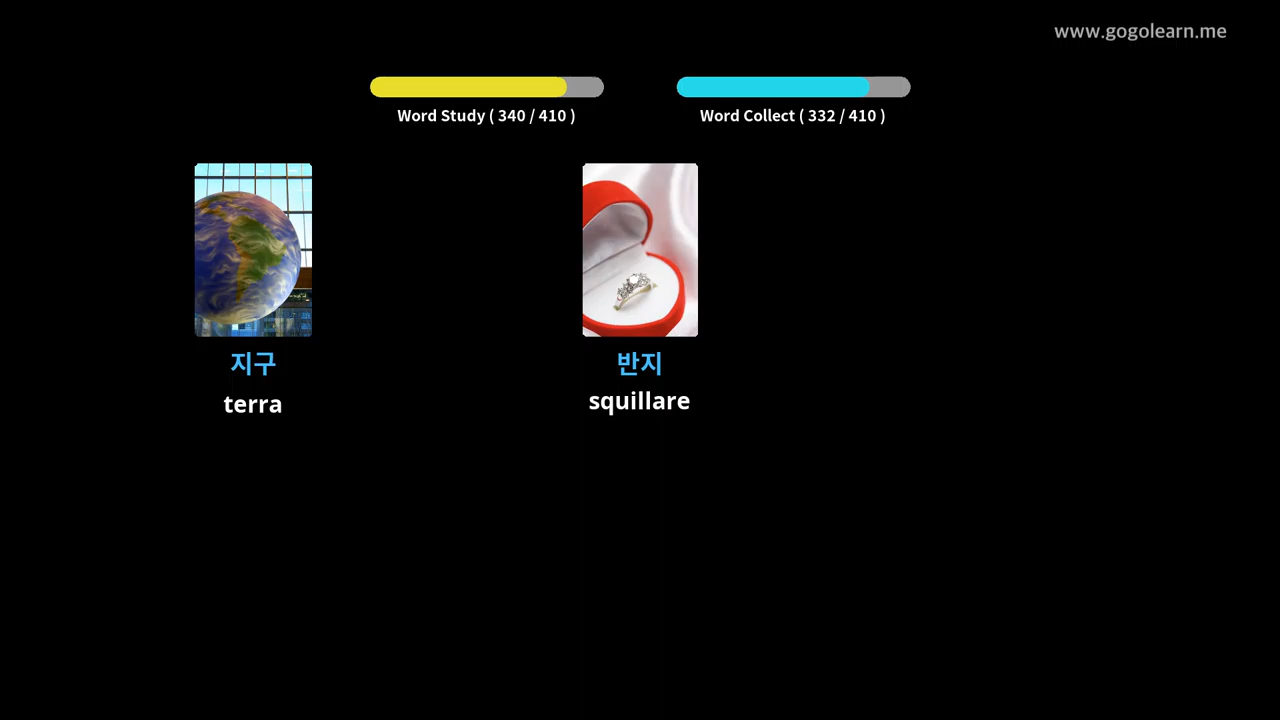 www.gogolearn.me
Word Study ( 340 / 410 )
Word Collect ( 332 / 410 )
지구
terra
반지
squillare